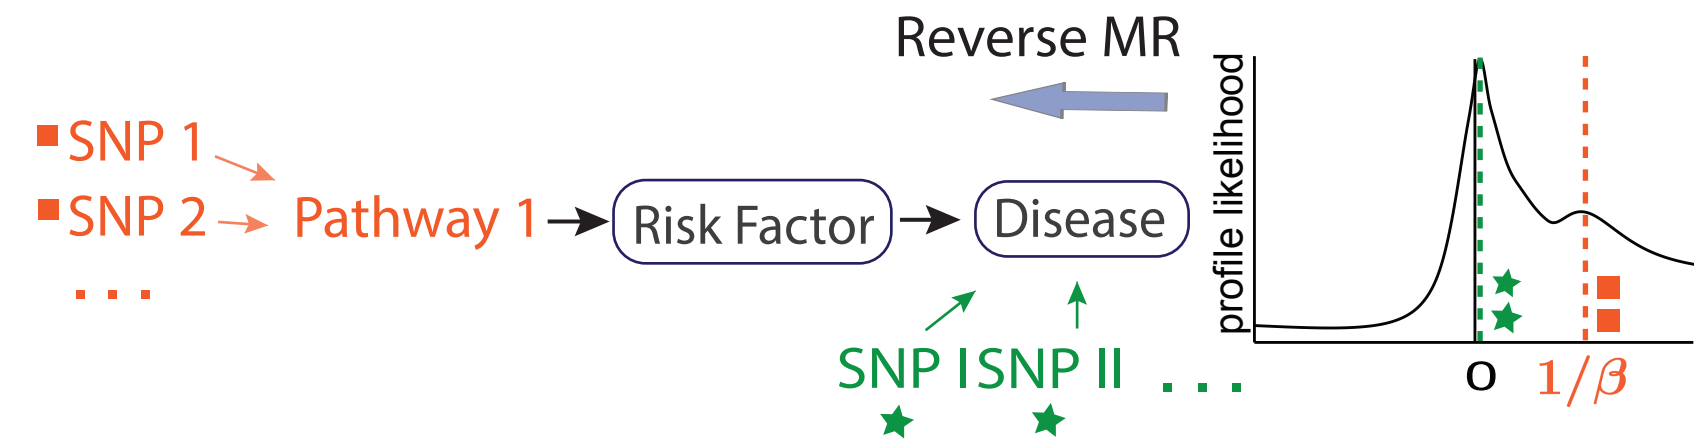 Reverse MR
SNP 1
SNP 2
Pathway 1
Risk Factor
Disease
. . .
SNP I SNP II . . .
profile likelihood
0 1/β